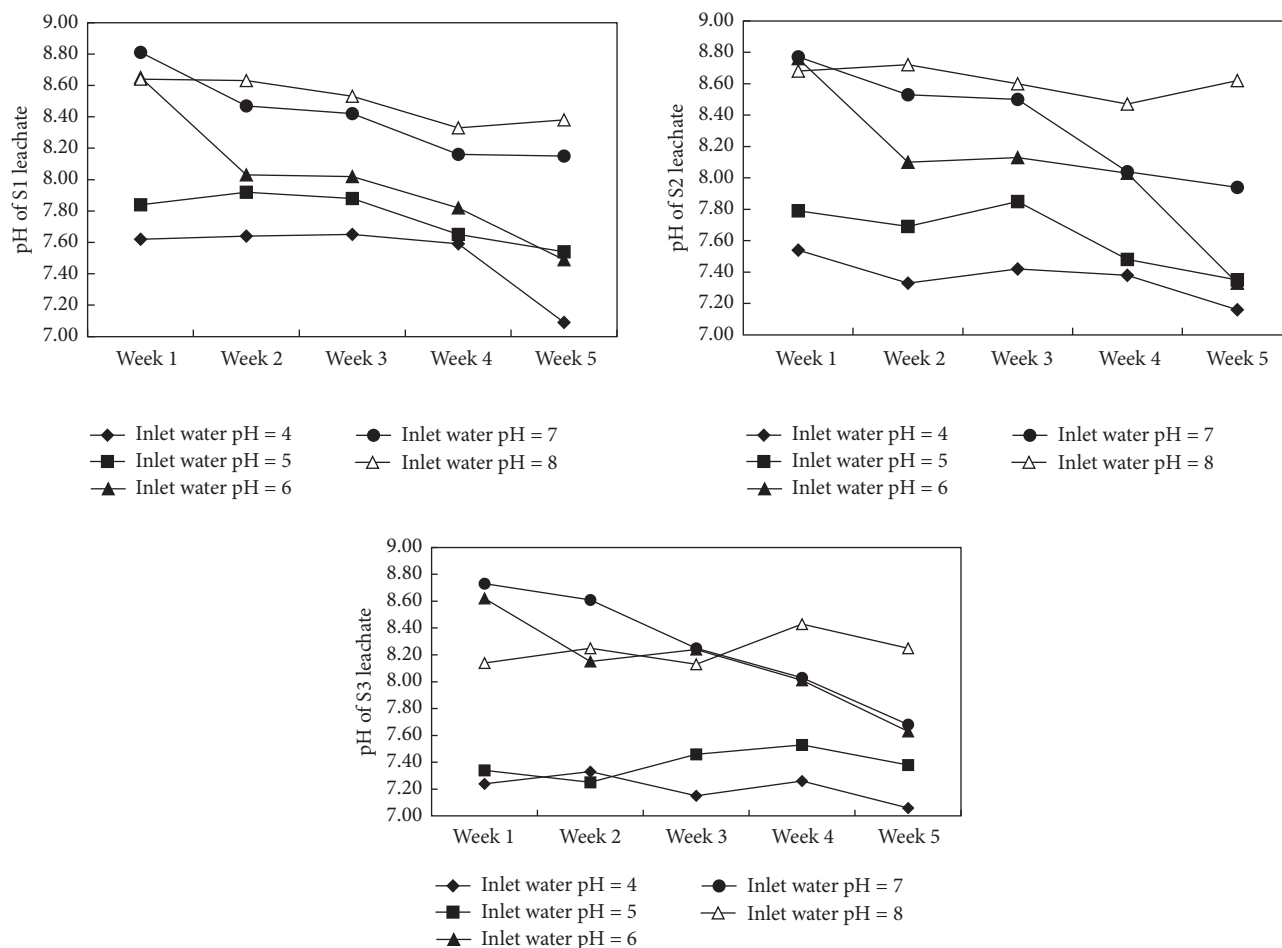 pH of S1 leachate
9.00
8.80
8.60
8.40
8.20
8.00
7.80
7.60
7.40
7.20
7.00
Week 1 Week 2 Week 3 Week 4 Week 5
Inlet water pH = 4
Inlet water pH = 5
Inlet water pH = 6
Inlet water pH = 7
Inlet water pH = 8
pH of S2 leachate
9.00
8.80
8.60
8.40
8.20
8.00
7.80
7.60
7.40
7.20
7.00
Week 1 Week 2 Week 3 Week 4 Week 5
Inlet water pH = 4
Inlet water pH = 5
Inlet water pH = 6
Inlet water pH = 7
Inlet water pH = 8
pH of S3 leachate
9.00
8.80
8.60
8.40
8.20
8.00
7.80
7.60
7.40
7.20
7.00
Week 1 Week 2 Week 3 Week 4 Week 5
Inlet water pH = 4
Inlet water pH = 5
Inlet water pH = 6
Inlet water pH = 7
Inlet water pH = 8